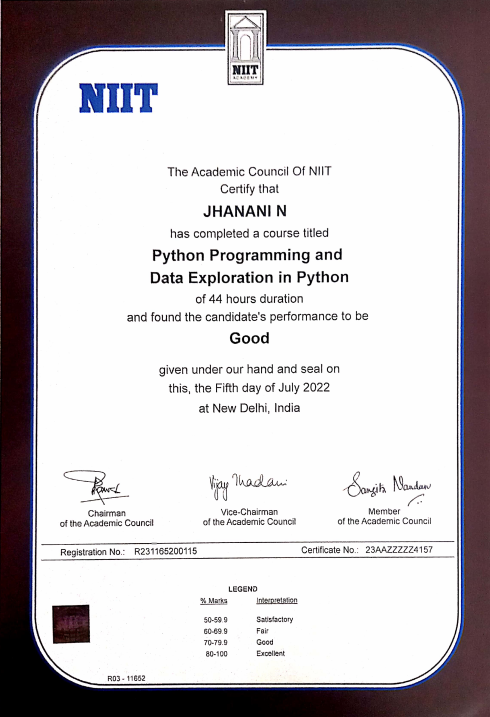 NIIT
ACADEMY
NIIT
The Academic Council Of NIIT
Certify that
JHANANI N
has completed a course titled
Python Programming and
Data Exploration in Python
of 44 hours duration
and found the candidate's performance to be
Good
given under our hand and seal on
this, the Fifth day of July 2022
at New Delhi, India
Vijay Thadani
Chairman
of the Academic Council
Vice-Chairman
of the Academic Council
Member
of the Academic Council
Registration No.: R231165200115
Certificate No.: 23AAZZZZZ4157
LEGEND
% Marks Interpretation
50-59.9 Satisfactory
60-69.9 Fair
70-79.9 Good
80-100 Excellent
R03 - 11652